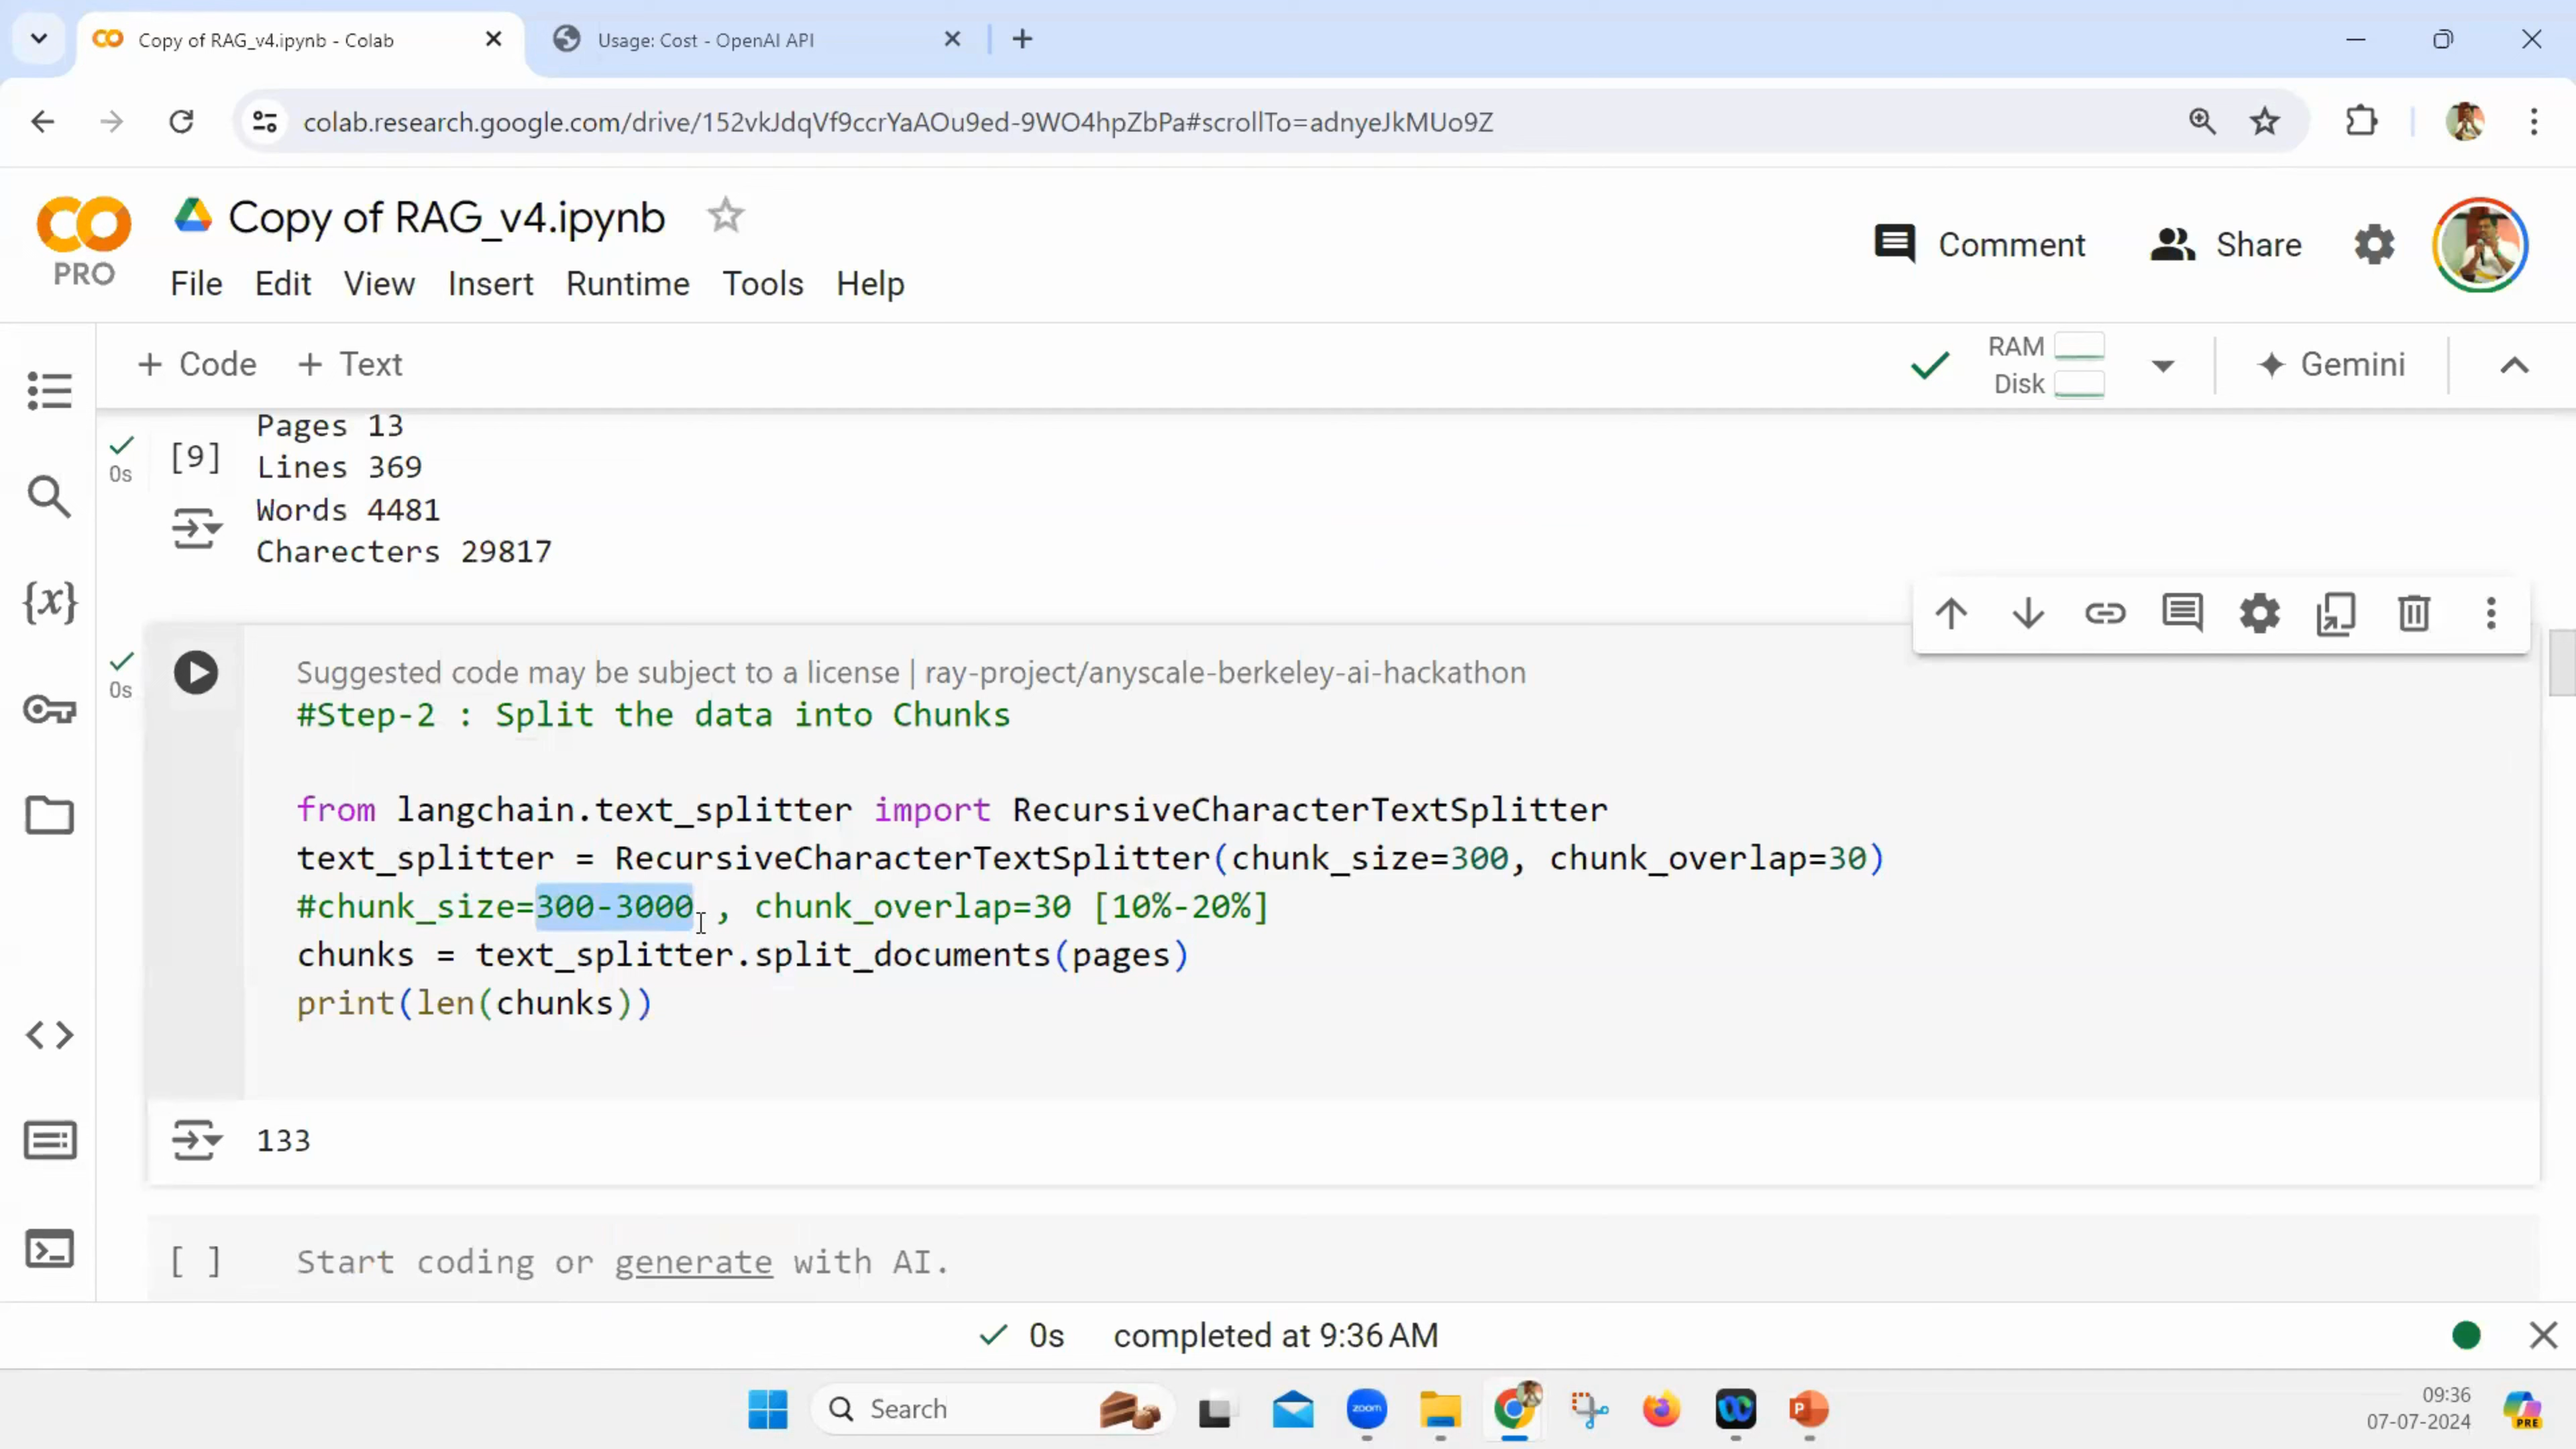 Copy of RAG_v4.ipynb - Colab
Usage: Cost - OpenAI API
colab.research.google.com/drive/152vkJdqVf9ccrYaAOu9ed-9WO4hpZbPa#scrollTo=adnyeJkMUo9Z
CO
PRO
Copy of RAG_v4.ipynb
File Edit View Insert Runtime Tools Help
Comment
Share
+ Code + Text
RAM
Disk
Gemini
Pages 13
[9]
0s
Lines 369
Words 4481
Charecters 29817
0s
Suggested code may be subject to a license | ray-project/anyscale-berkeley-ai-hackathon
#Step-2 : Split the data into Chunks
from langchain.text_splitter import RecursiveCharacterTextSplitter
text_splitter = RecursiveCharacterTextSplitter(chunk_size=300, chunk_overlap=30)
#chunk_size=300-3000 , chunk_overlap=30 [10%-20%]
chunks = text_splitter.split_documents(pages)
print(len(chunks))
133
[ ] Start coding or generate with AI.
0s completed at 9:36 AM
Search
zoom
P
09:36
07-07-2024
PRE